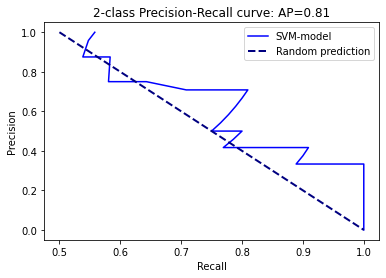 2-class Precision-Recall curve: AP=0.81
SVM-model
Random prediction
Precision
1.0
0.8
0.6
0.4
0.2
0.0
0.5 0.6 0.7 0.8 0.9 1.0
Recall